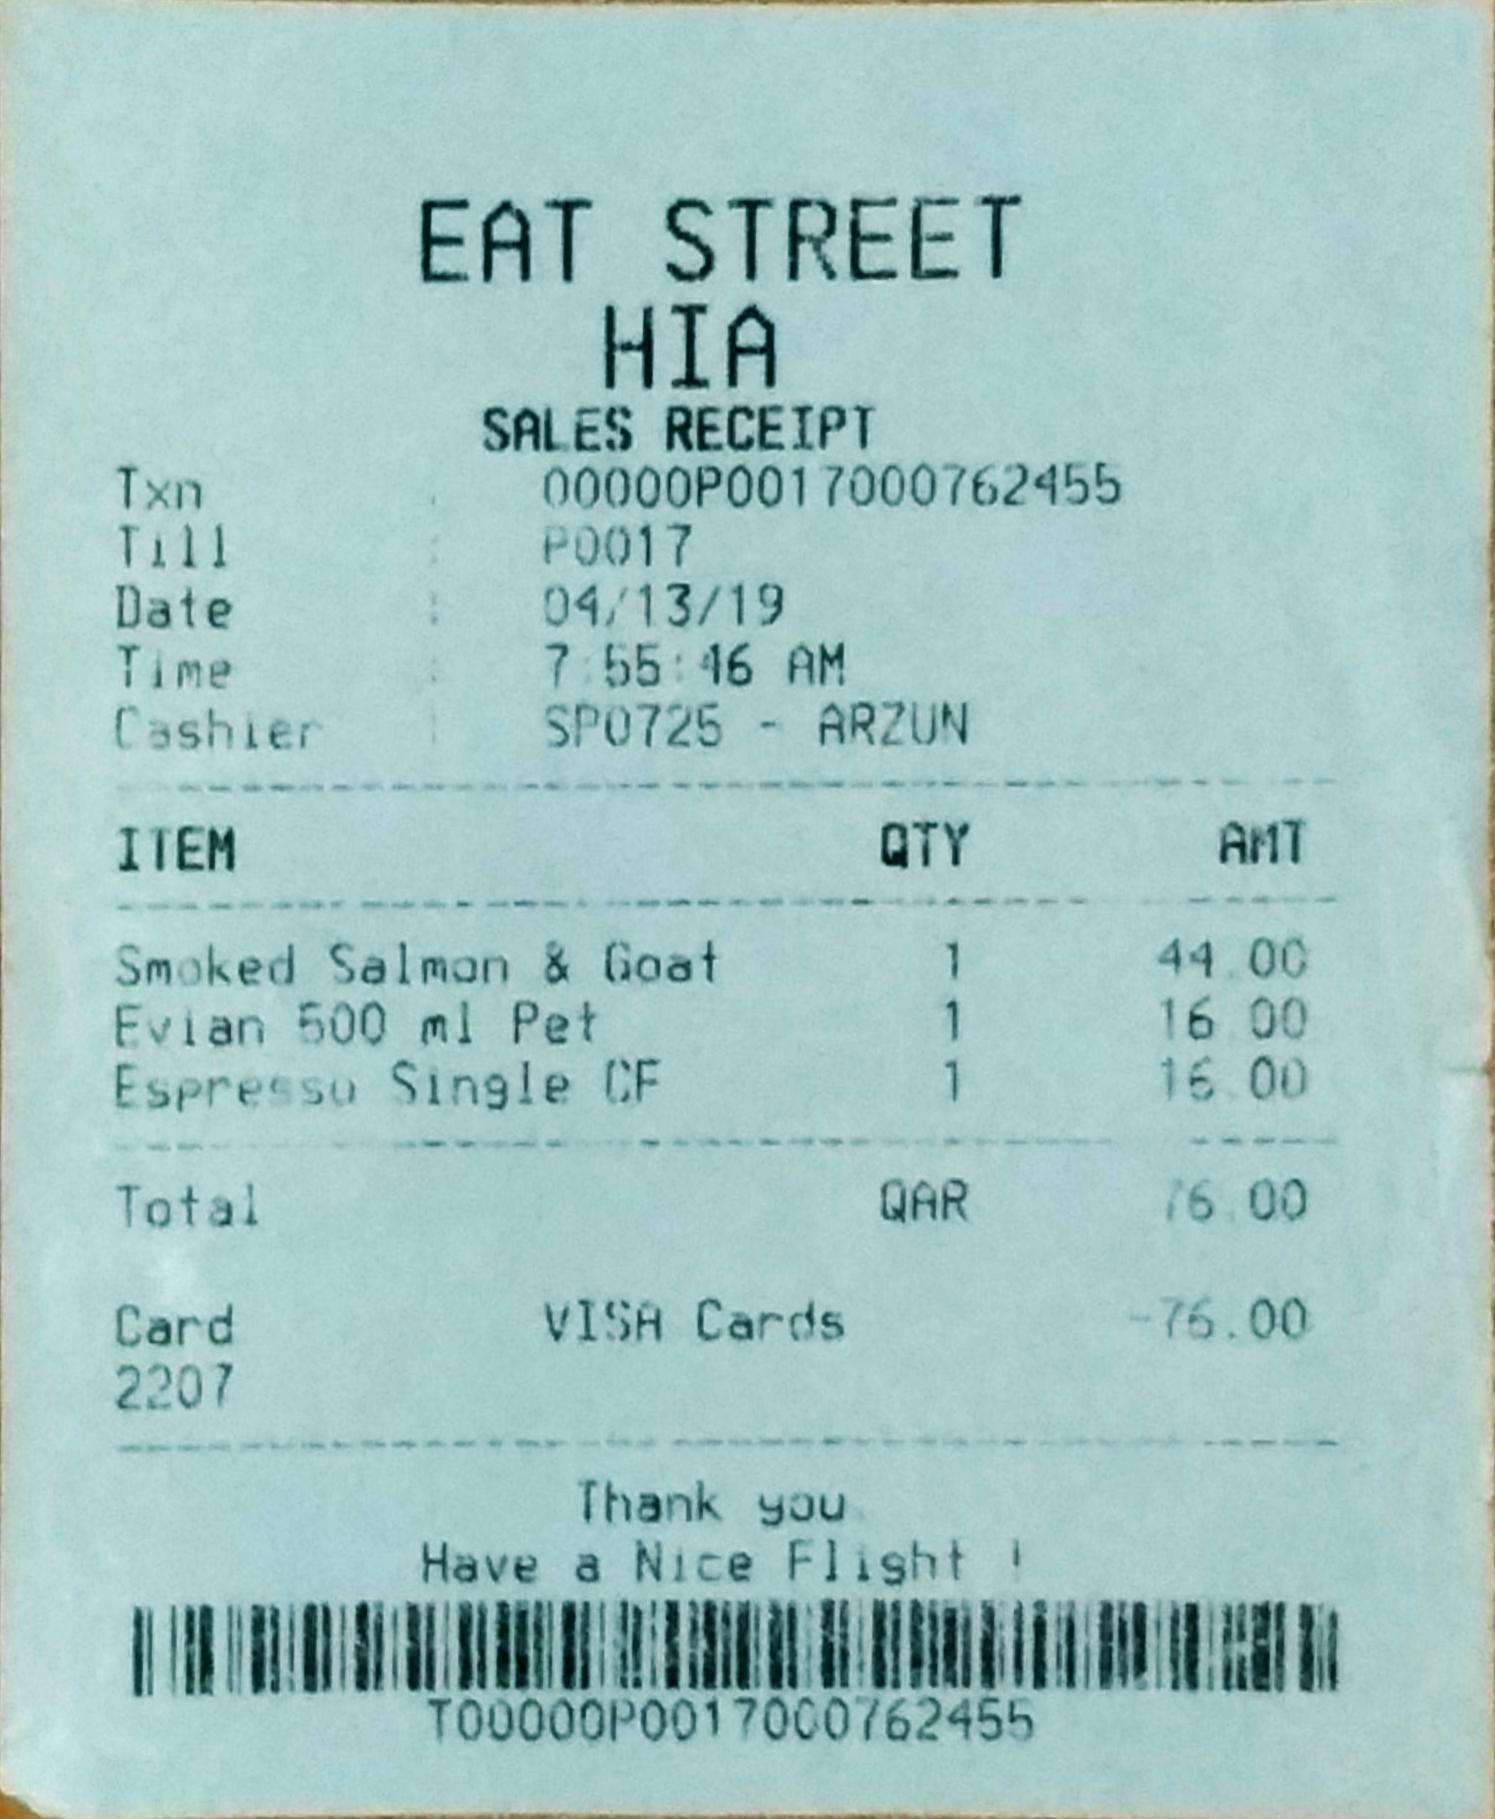 EAT STREET
HIA
SALES RECEIPT
Txn : 00000P0017000762455
Till : P0017
Date : 04/13/19
Time : 7:55:46 AM
Cashier : SP0725 - ARZUN
ITEM QTY AMT
Smoked Salmon & Goat 1 44.00
Evian 500 ml Pet 1 16.00
Espresso Single CF 1 16.00
Total QAR 76.00
Card VISA Cards -76.00
2207
Thank you.
Have a Nice Flight !
T00000P0017000762455